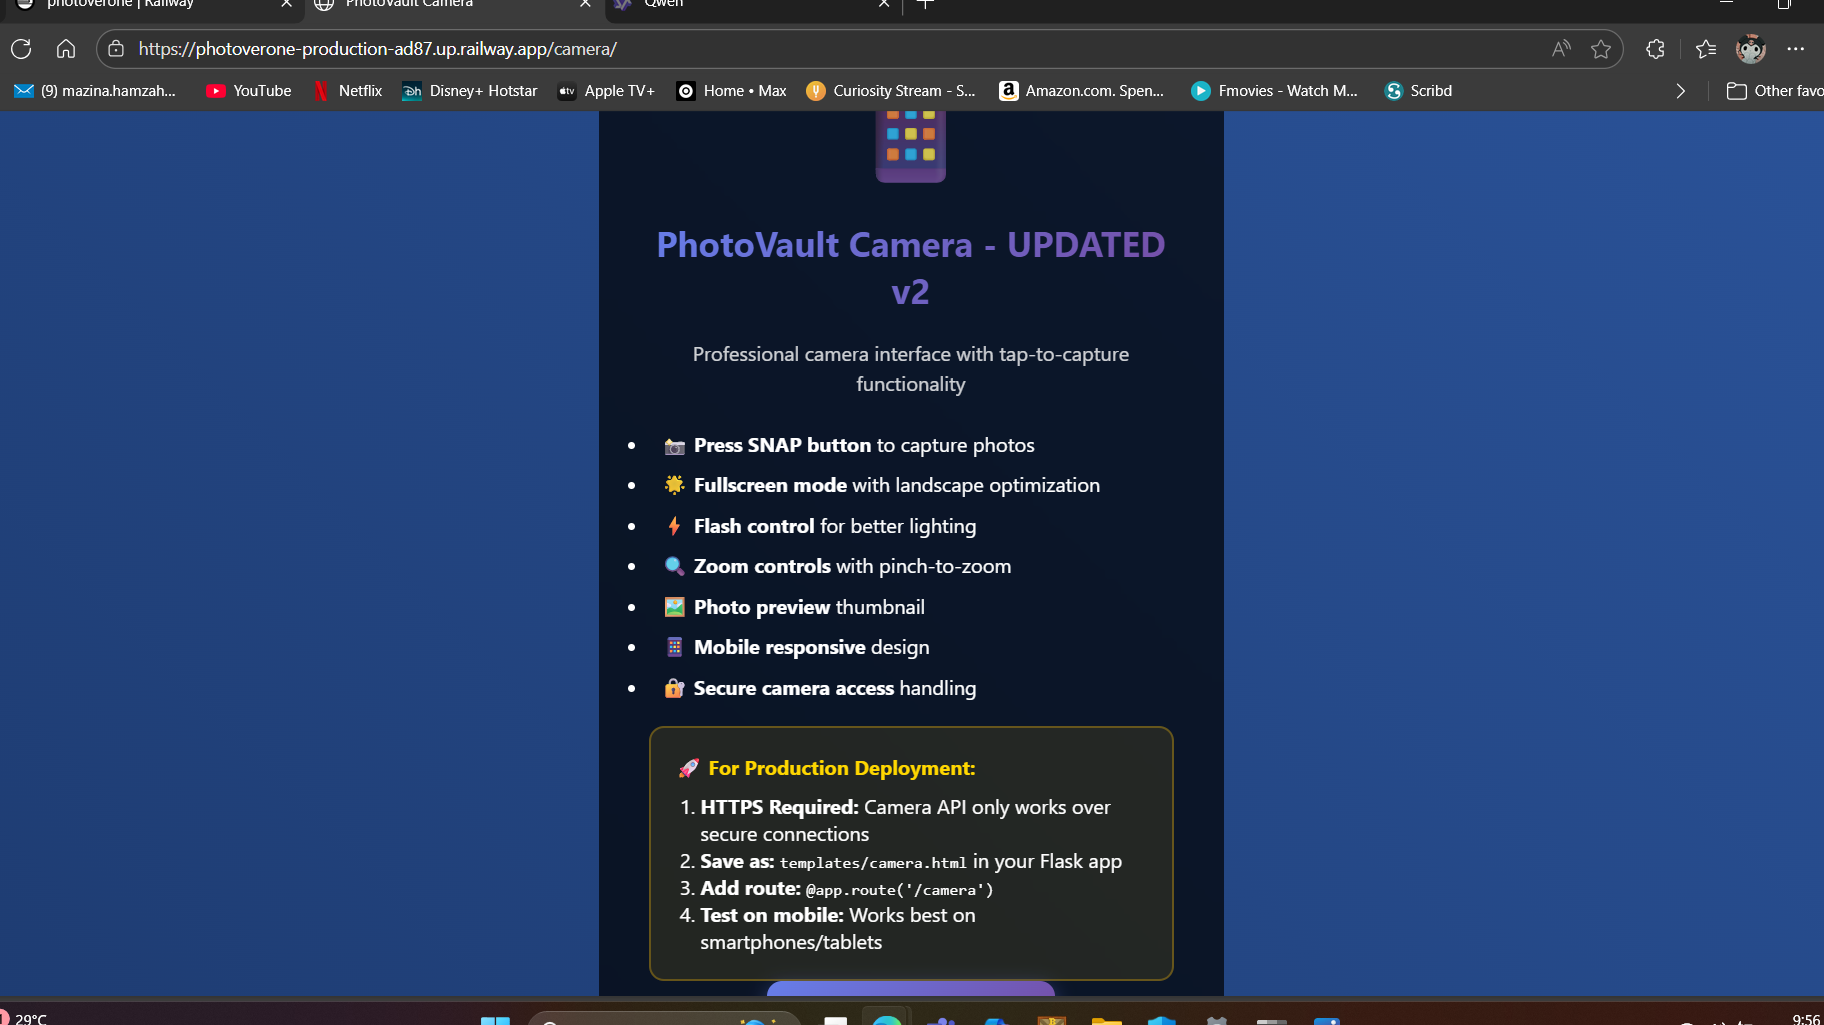 photoverone | Railway
PhotoVault Camera
Qwen
https://photoverone-production-ad87.up.railway.app/camera/
(9) mazina.hamzah...
YouTube
Netflix
Disney+ Hotstar
Apple TV+
Home • Max
Curiosity Stream - S...
Amazon.com. Spen...
Fmovies - Watch M...
Scribd
Other favo
PhotoVault Camera - UPDATED
v2
Professional camera interface with tap-to-capture
functionality
• 📸 Press SNAP button to capture photos
• 🌟 Fullscreen mode with landscape optimization
• ⚡ Flash control for better lighting
• 🔍 Zoom controls with pinch-to-zoom
• 🖼️ Photo preview thumbnail
• 📱 Mobile responsive design
• 🔐 Secure camera access handling
🚀 For Production Deployment:
1. HTTPS Required: Camera API only works over
secure connections
2. Save as: templates/camera.html in your Flask app
3. Add route: @app.route('/camera')
4. Test on mobile: Works best on
smartphones/tablets
29°C
9:56